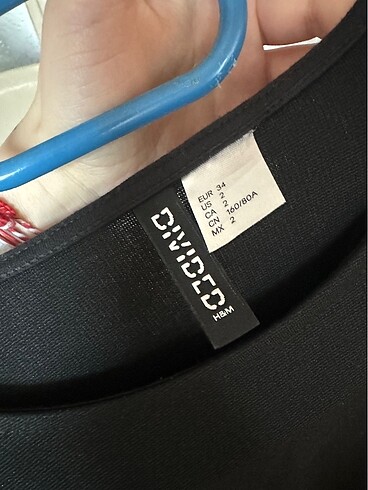 EUR 34
US 2
CA 2
CN 160/80A
MX 2
DIVIDED
H&M